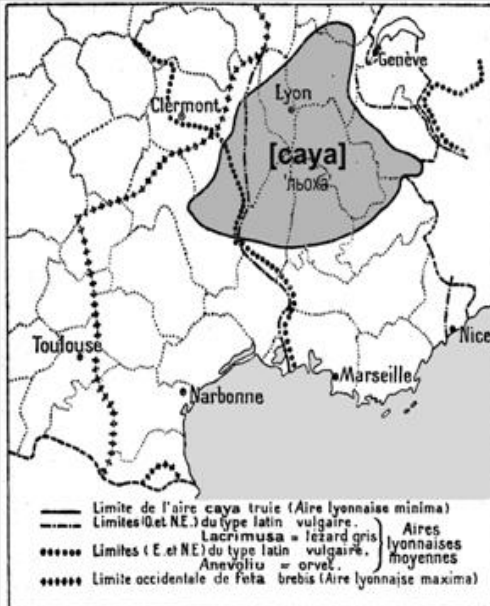 Genève
Lyon
Clermont
[caya]
льоха
Toulouse
Nice
Marseille
Narbonne
Limite de l'aire caya truie (Aire lyonnaise minima)
Limites (O. et N.E.) du type latin vulgaire.
Lacrimusa = lézard gris
Limites (E. et N.E) du type latin vulgaire,
Anevoliu = orvet.
Aires
lyonnaises
moyennes
Limite occidentale de feta brebis (Aire lyonnaise maxima)